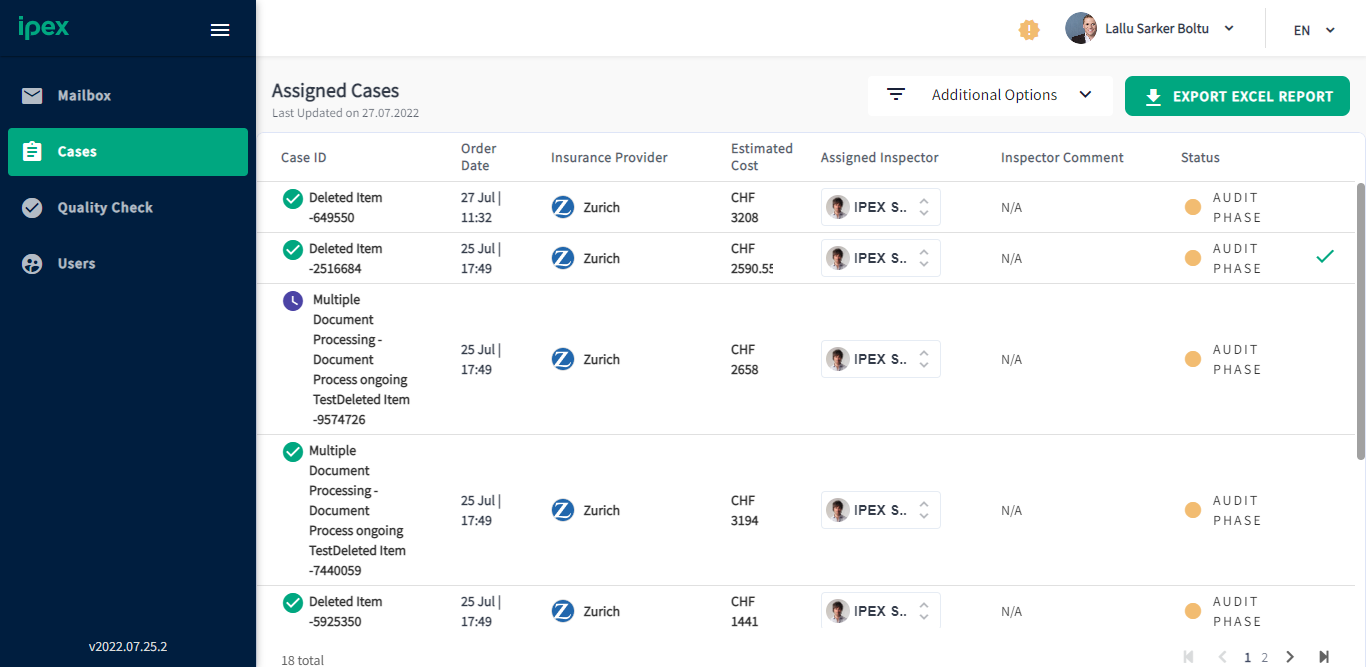 ipex
Lallu Sarker Boltu
EN
Mailbox
Cases
Quality Check
Users
v2022.07.25.2
Assigned Cases
Last Updated on 27.07.2022
Additional Options
EXPORT EXCEL REPORT
Case ID
Order
Date
Insurance Provider
Estimated
Cost
Assigned Inspector
Inspector Comment
Status
Deleted Item
-649550
27 Jul |
11:32
Zurich
CHF
3208
IPEX S..
N/A
AUDIT
PHASE
Deleted Item
-2516684
25 Jul |
17:49
Zurich
CHF
2590.55
IPEX S..
N/A
AUDIT
PHASE
Multiple
Document
Processing -
Document
Process ongoing
TestDeleted Item
-9574726
25 Jul |
17:49
Zurich
CHF
2658
IPEX S..
N/A
AUDIT
PHASE
Multiple
Document
Processing -
Document
Process ongoing
TestDeleted Item
-7440059
25 Jul |
17:49
Zurich
CHF
3194
IPEX S..
N/A
AUDIT
PHASE
Deleted Item
-5925350
25 Jul |
17:49
Zurich
CHF
1441
IPEX S..
N/A
AUDIT
PHASE
18 total
1 2